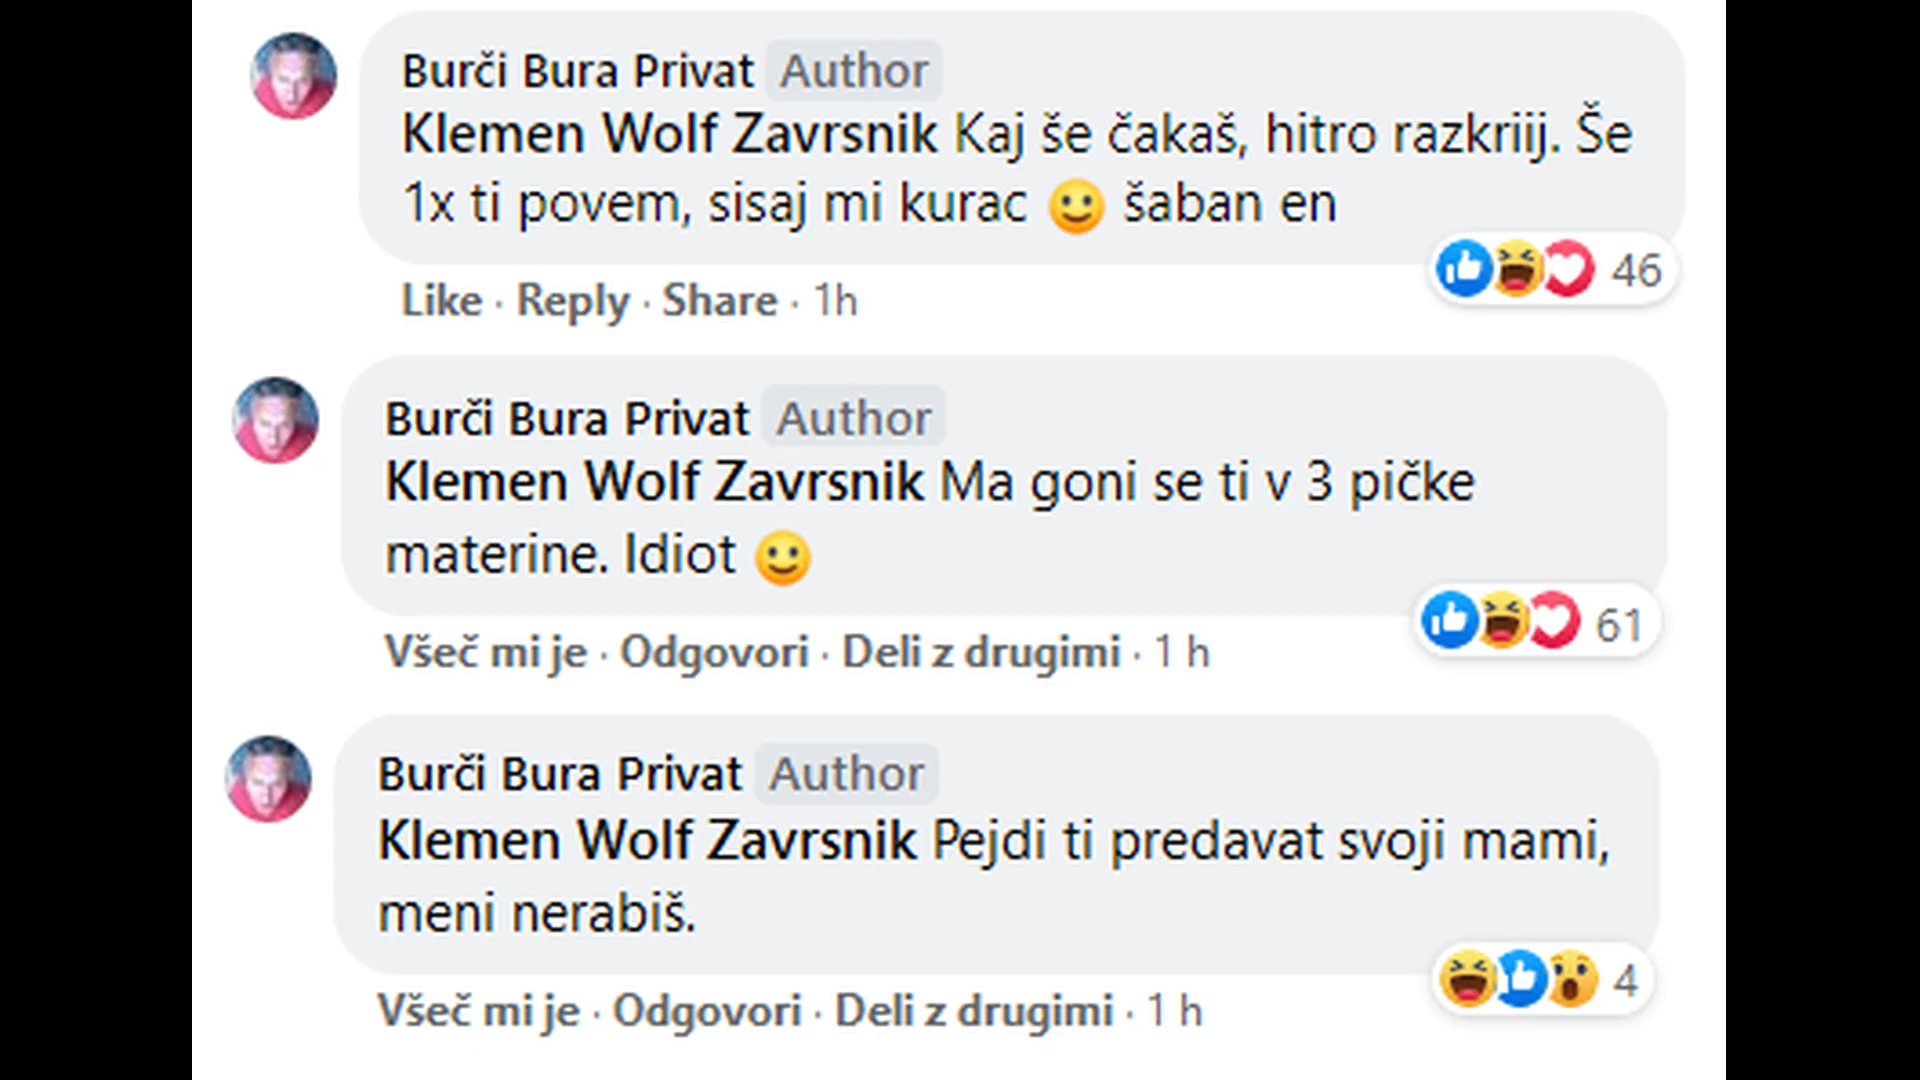 Burči Bura Privat Author
Klemen Wolf Zavrsnik Kaj še čakaš, hitro razkriij. Še
1x ti povem, sisaj mi kurac 🙂 šaban en
46
Like · Reply · Share · 1h
Burči Bura Privat Author
Klemen Wolf Zavrsnik Ma goni se ti v 3 pičke
materine. Idiot 🙂
61
Všeč mi je · Odgovori · Deli z drugimi · 1 h
Burči Bura Privat Author
Klemen Wolf Zavrsnik Pejdi ti predavat svoji mami,
meni nerabiš.
4
Všeč mi je · Odgovori · Deli z drugimi · 1 h